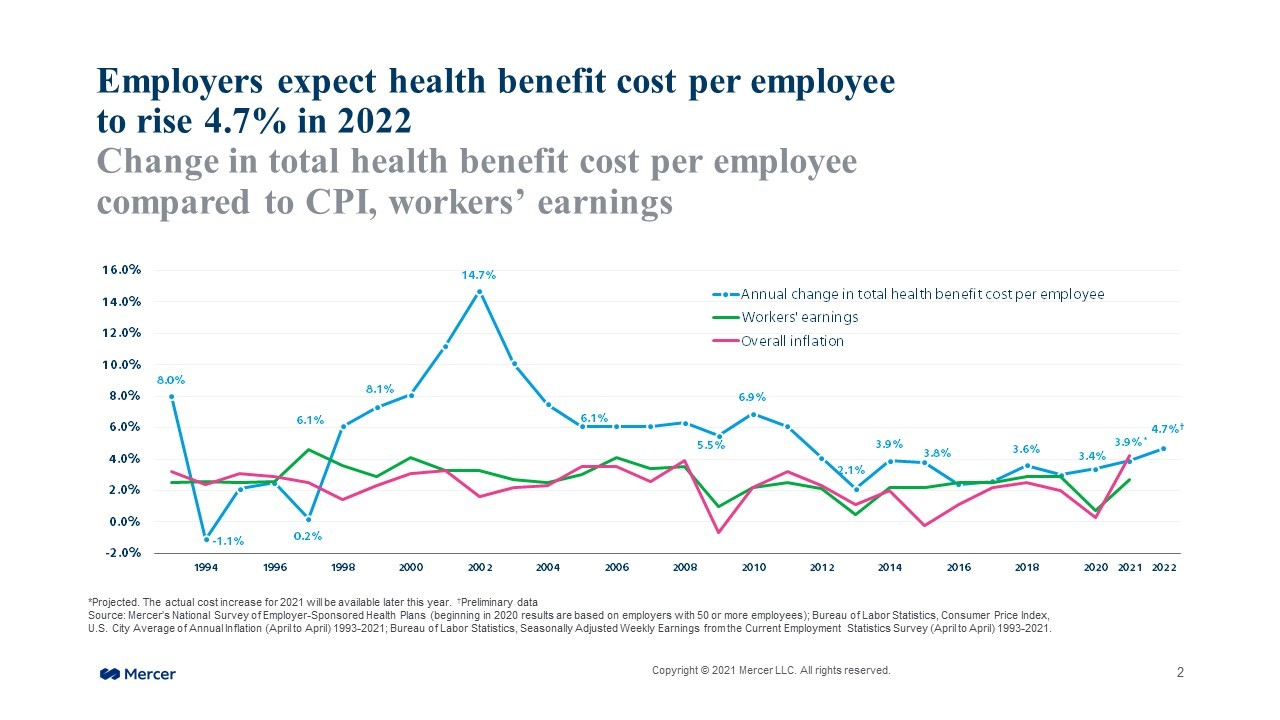 Employers expect health benefit cost per employee
to rise 4.7% in 2022
Change in total health benefit cost per employee
compared to CPI, workers’ earnings
16.0%
14.0%
12.0%
10.0%
8.0%
6.0%
4.0%
2.0%
0.0%
-2.0%
8.0%
-1.1%
0.2%
6.1%
8.1%
14.7%
6.1%
5.5%
6.9%
2.1%
3.9%
3.8%
3.6%
3.4%
3.9%*
4.7%†
Annual change in total health benefit cost per employee
Workers' earnings
Overall inflation
1994 1996 1998 2000 2002 2004 2006 2008 2010 2012 2014 2016 2018 2020 2021 2022
*Projected. The actual cost increase for 2021 will be available later this year. †Preliminary data
Source: Mercer’s National Survey of Employer-Sponsored Health Plans (beginning in 2020 results are based on employers with 50 or more employees); Bureau of Labor Statistics, Consumer Price Index,
U.S. City Average of Annual Inflation (April to April) 1993-2021; Bureau of Labor Statistics, Seasonally Adjusted Weekly Earnings from the Current Employment Statistics Survey (April to April) 1993-2021.
Mercer
Copyright © 2021 Mercer LLC. All rights reserved.
2